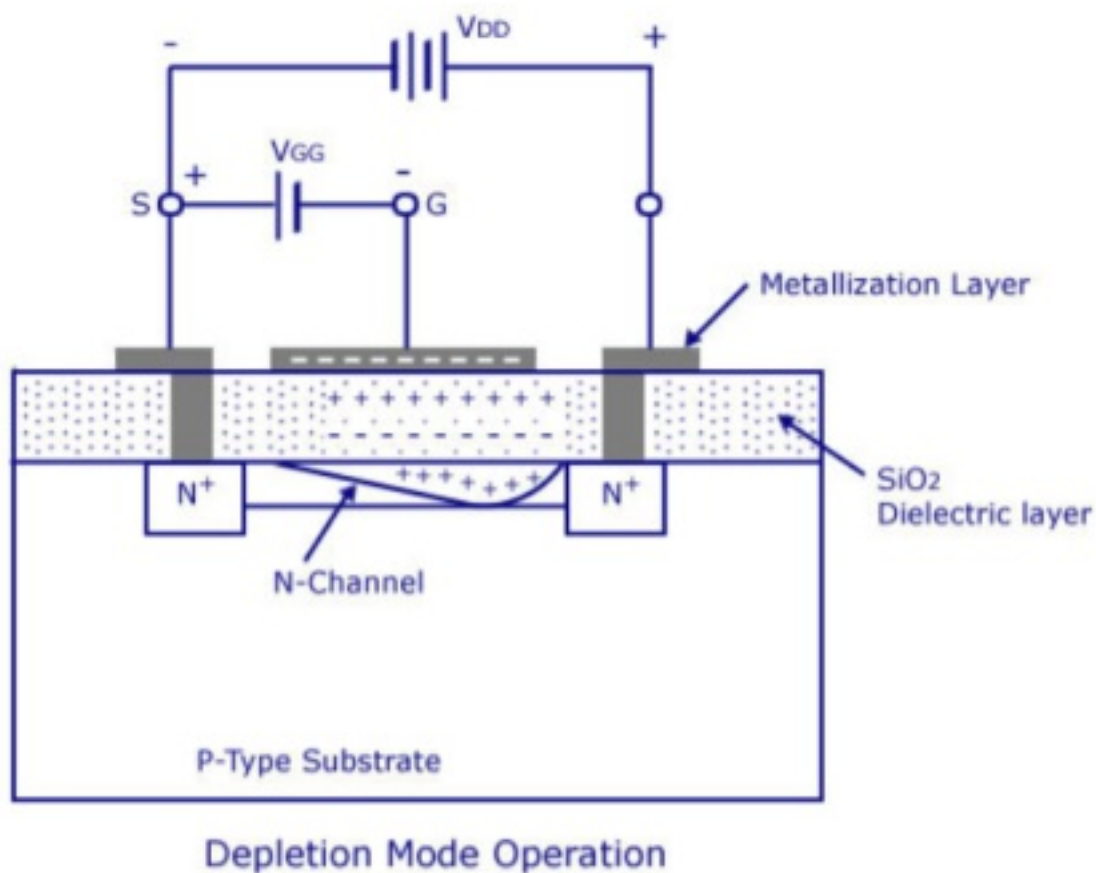 VDD
-
+
VGG
+
-
S
G
Metallization Layer
+ + + + + + + + +
- - - - - - - - -
+ + + + + + + + +
N+
N+
SiO2
Dielectric layer
N-Channel
P-Type Substrate
Depletion Mode Operation